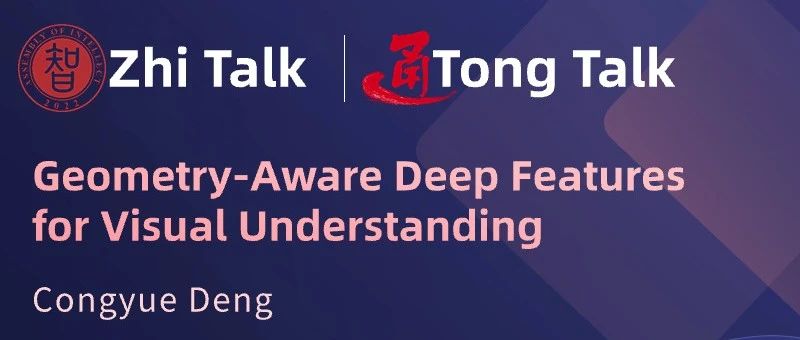 ASSEMBLY OF INTELLECT
智
2022
Zhi Talk
通
Tong Talk
Geometry-Aware Deep Features
for Visual Understanding
Congyue Deng